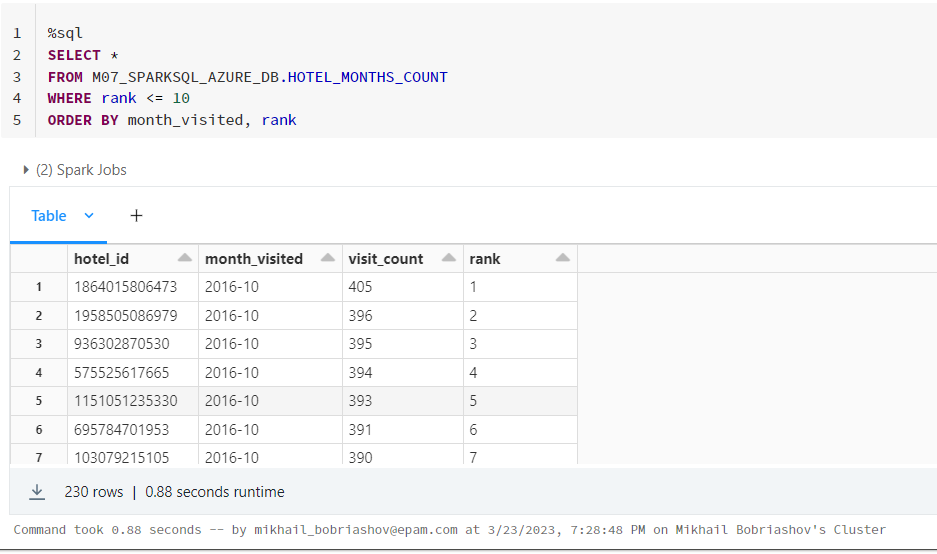 1 %sql
2 SELECT *
3 FROM M07_SPARKSQL_AZURE_DB.HOTEL_MONTHS_COUNT
4 WHERE rank <= 10
5 ORDER BY month_visited, rank
(2) Spark Jobs
Table +
hotel_id month_visited visit_count rank
1 1864015806473 2016-10 405 1
2 1958505086979 2016-10 396 2
3 936302870530 2016-10 395 3
4 575525617665 2016-10 394 4
5 1151051235330 2016-10 393 5
6 695784701953 2016-10 391 6
7 103079215105 2016-10 390 7
230 rows | 0.88 seconds runtime
Command took 0.88 seconds -- by mikhail_bobriashov@epam.com at 3/23/2023, 7:28:48 PM on Mikhail Bobriashov's Cluster